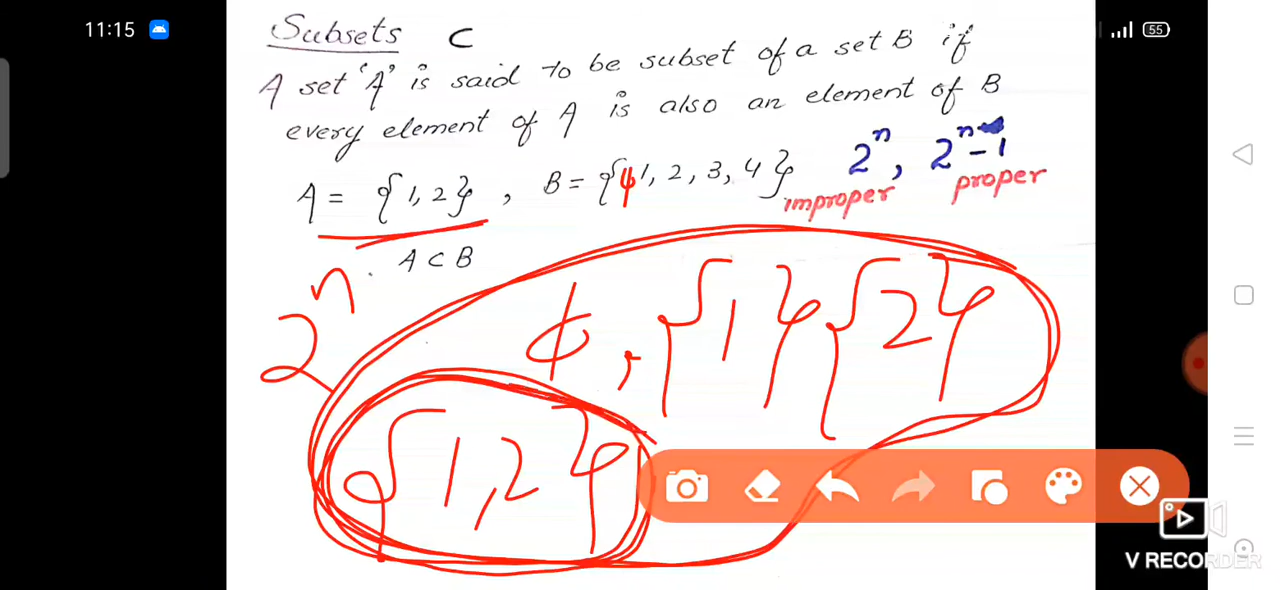 11:15
55
Subsets ⊂
A set 'A' is said to be subset of a set B if
every element of A is also an element of B
A = {1, 2} , B = {ϕ 1, 2, 3, 4} 2ⁿ, 2ⁿ-1
improper proper
A ⊂ B
2ⁿ
ϕ, {1} {2}
{1,2}
V RECORDER